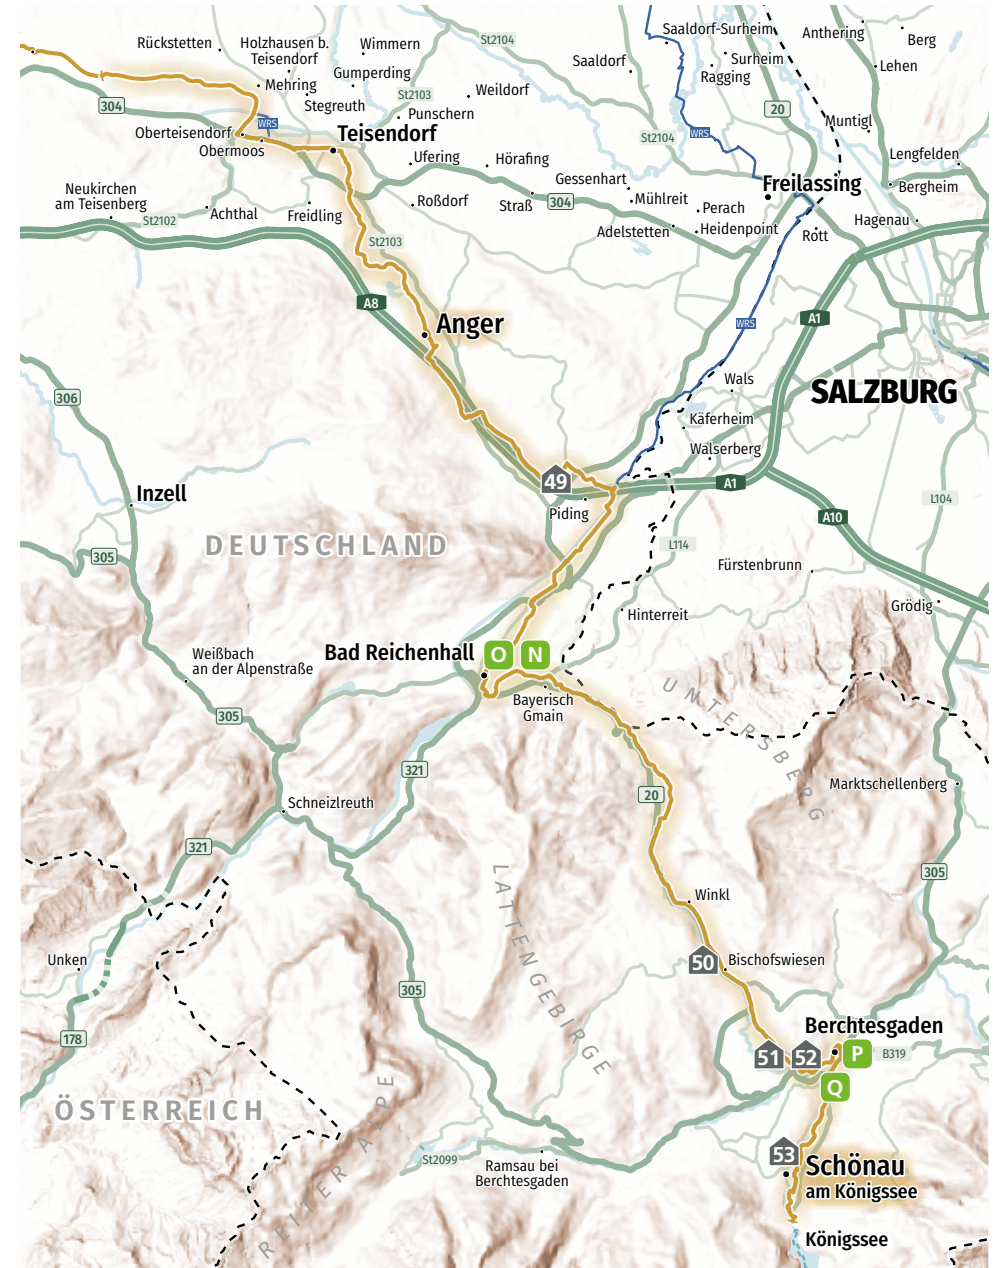 Rückstetten
Holzhausen b.
Teisendorf
Wimmern
St2104
Saaldorf-Surheim
Anthering
Berg
Saaldorf
Surheim
Ragging
Lehen
Gumperding
Mehring
Stegreuth
St2103
Weildorf
304
Punschern
20
Muntigl
WRS
Oberteisendorf
Teisendorf
St2104
WRS
Obermoos
Ufering
Hörafing
Lengfelden
Gessenhart
Freilassing
Bergheim
Neukirchen
am Teisenberg
Mühlreit
Roßdorf
Straß
304
Perach
Achthal
Freidling
St2102
Adelstetten
Heidenpoint
Rott
Hagenau
St2103
A8
Anger
WRS
A1
Wals
SALZBURG
306
Käferheim
Walserberg
49
A1
Inzell
Piding
L104
A10
DEUTSCHLAND
L114
305
Fürstenbrunn
Grödig
Hinterreit
Weißbach
an der Alpenstraße
Bad Reichenhall
O
N
Bayerisch
Gmain
UNTERSBERG
305
321
20
Marktschellenberg
Schneizlreuth
321
305
LATTENGEBIRGE
Winkl
Unken
50
Bischofswiesen
305
Berchtesgaden
178
51
52
P
B319
Q
ÖSTERREICH
REITER ALPE
53
St2099
Ramsau bei
Berchtesgaden
Schönau
am Königssee
Königssee